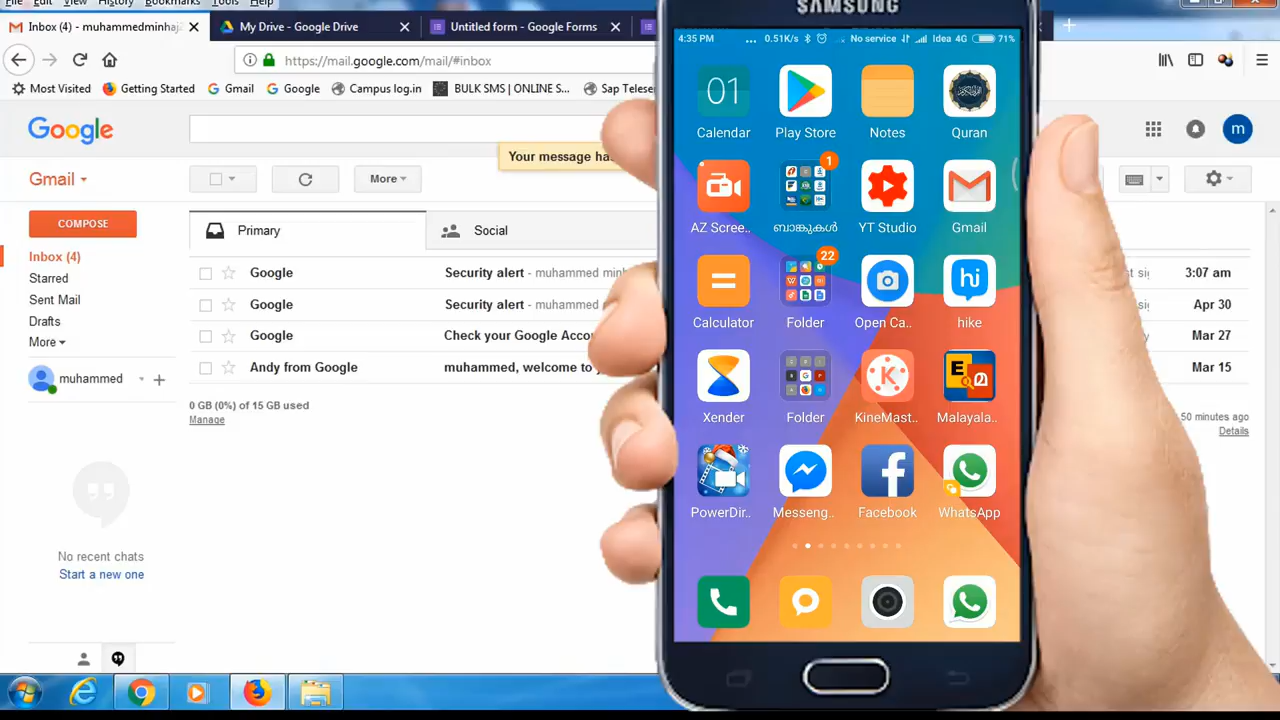 File Edit View History Bookmarks Tools Help
Inbox (4) - muhammedminhaj
My Drive - Google Drive
Untitled form - Google Forms
https://mail.google.com/mail/#inbox
Most Visited
Getting Started
Gmail
Google
Campus log.in
BULK SMS | ONLINE S...
Sap Teleser
Google
Your message has
m
Gmail
More
COMPOSE
Primary
Social
Inbox (4)
Starred
Sent Mail
Drafts
More
muhammed
Google
Security alert - muhammed min
3:07 am
Google
Security alert - muhammed
Apr 30
Google
Check your Google Acco
Mar 27
Andy from Google
muhammed, welcome to
Mar 15
0 GB (0%) of 15 GB used
Manage
50 minutes ago
Details
No recent chats
Start a new one
SAMSUNG
4:35 PM ... 0.51K/s No service Idea 4G 71%
01
Calendar
Play Store
Notes
Quran
1
AZ Scree..
ബാങ്കുകൾ
YT Studio
Gmail
22
hi
Calculator
Folder
Open Ca..
hike
K
E
Xender
Folder
KineMast..
Malayala..
PowerDir..
Messeng..
Facebook
WhatsApp